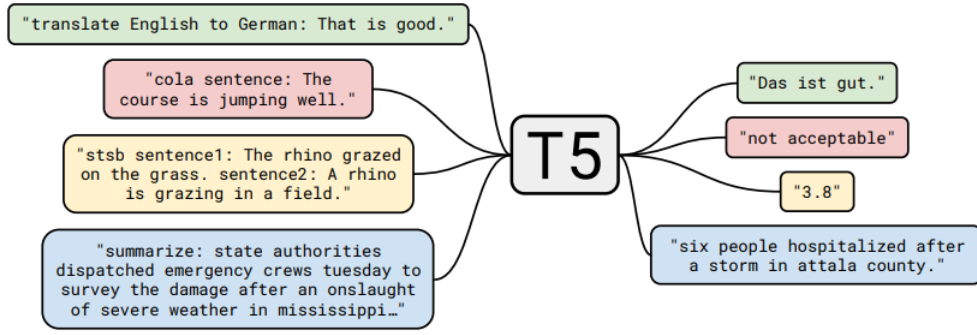 "translate English to German: That is good."
"cola sentence: The
course is jumping well."
"stsb sentence1: The rhino grazed
on the grass. sentence2: A rhino
is grazing in a field."
"summarize: state authorities
dispatched emergency crews tuesday to
survey the damage after an onslaught
of severe weather in mississippi…"
T5
"Das ist gut."
"not acceptable"
"3.8"
"six people hospitalized after
a storm in attala county."